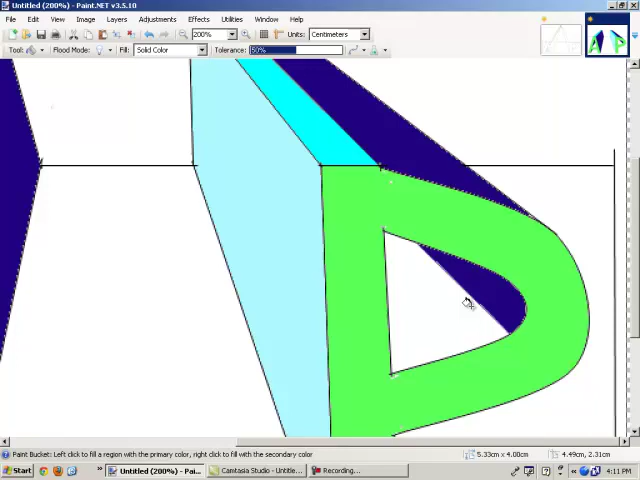 Untitled (200%) - Paint.NET v3.5.10
File Edit View Image Layers Adjustments Effects Utilities Window Help
200% Units: Centimeters
Tool: Flood Mode: Fill: Solid Color Tolerance: 50%
Paint Bucket: Left click to fill a region with the primary color, right click to fill with the secondary color 5.33cm x 4.00cm 4.49cm, 2.31cm
Start Untitled (200%) - Pai... Camtasia Studio - Untitle... Recording... 4:11 PM